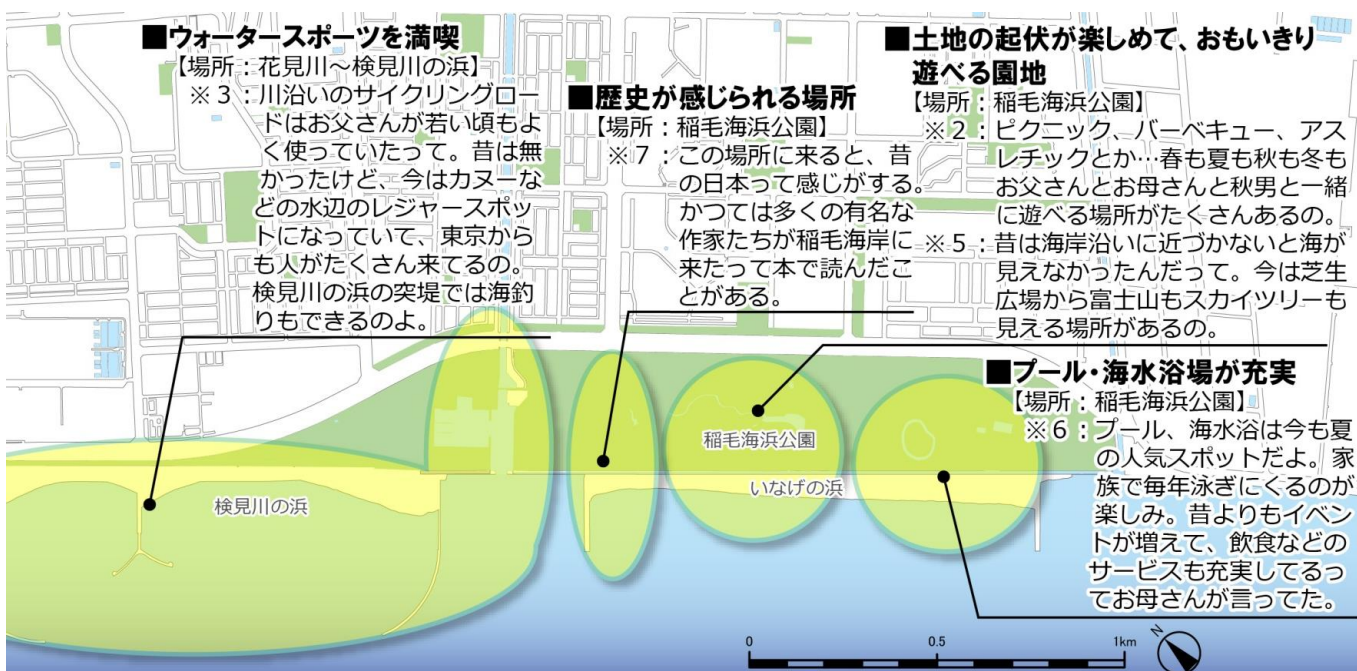 ■ウォータースポーツを満喫
【場所：花見川～検見川の浜】
※３：川沿いのサイクリングロー
ドはお父さんが若い頃もよ
く使っていたって。昔は無
かったけど、今はカヌーな
どの水辺のレジャースポッ
トになっていて、東京から
も人がたくさん来てるの。
検見川の浜の突堤では海釣
りもできるのよ。
■歴史が感じられる場所
【場所：稲毛海浜公園】
※７：この場所に来ると、昔
の日本って感じがする。
かつては多くの有名な
作家たちが稲毛海岸に
来たって本で読んだこ
とがある。
■土地の起伏が楽しめて、おもいきり
遊べる園地
【場所：稲毛海浜公園】
※２：ピクニック、バーベキュー、アス
レチックとか…春も夏も秋も冬も
お父さんとお母さんと秋男と一緒
に遊べる場所がたくさんあるの。
※５：昔は海岸沿いに近づかないと海が
見えなかったんだって。今は芝生
広場から富士山もスカイツリーも
見える場所があるの。
■プール・海水浴場が充実
【場所：稲毛海浜公園】
※６：プール、海水浴は今も夏
の人気スポットだよ。家
族で毎年泳ぎにくるのが
楽しみ。昔よりもイベン
トが増えて、飲食などの
サービスも充実してるっ
てお母さんが言ってた。
稲毛海浜公園
いなげの浜
検見川の浜
0 0.5 1km
N